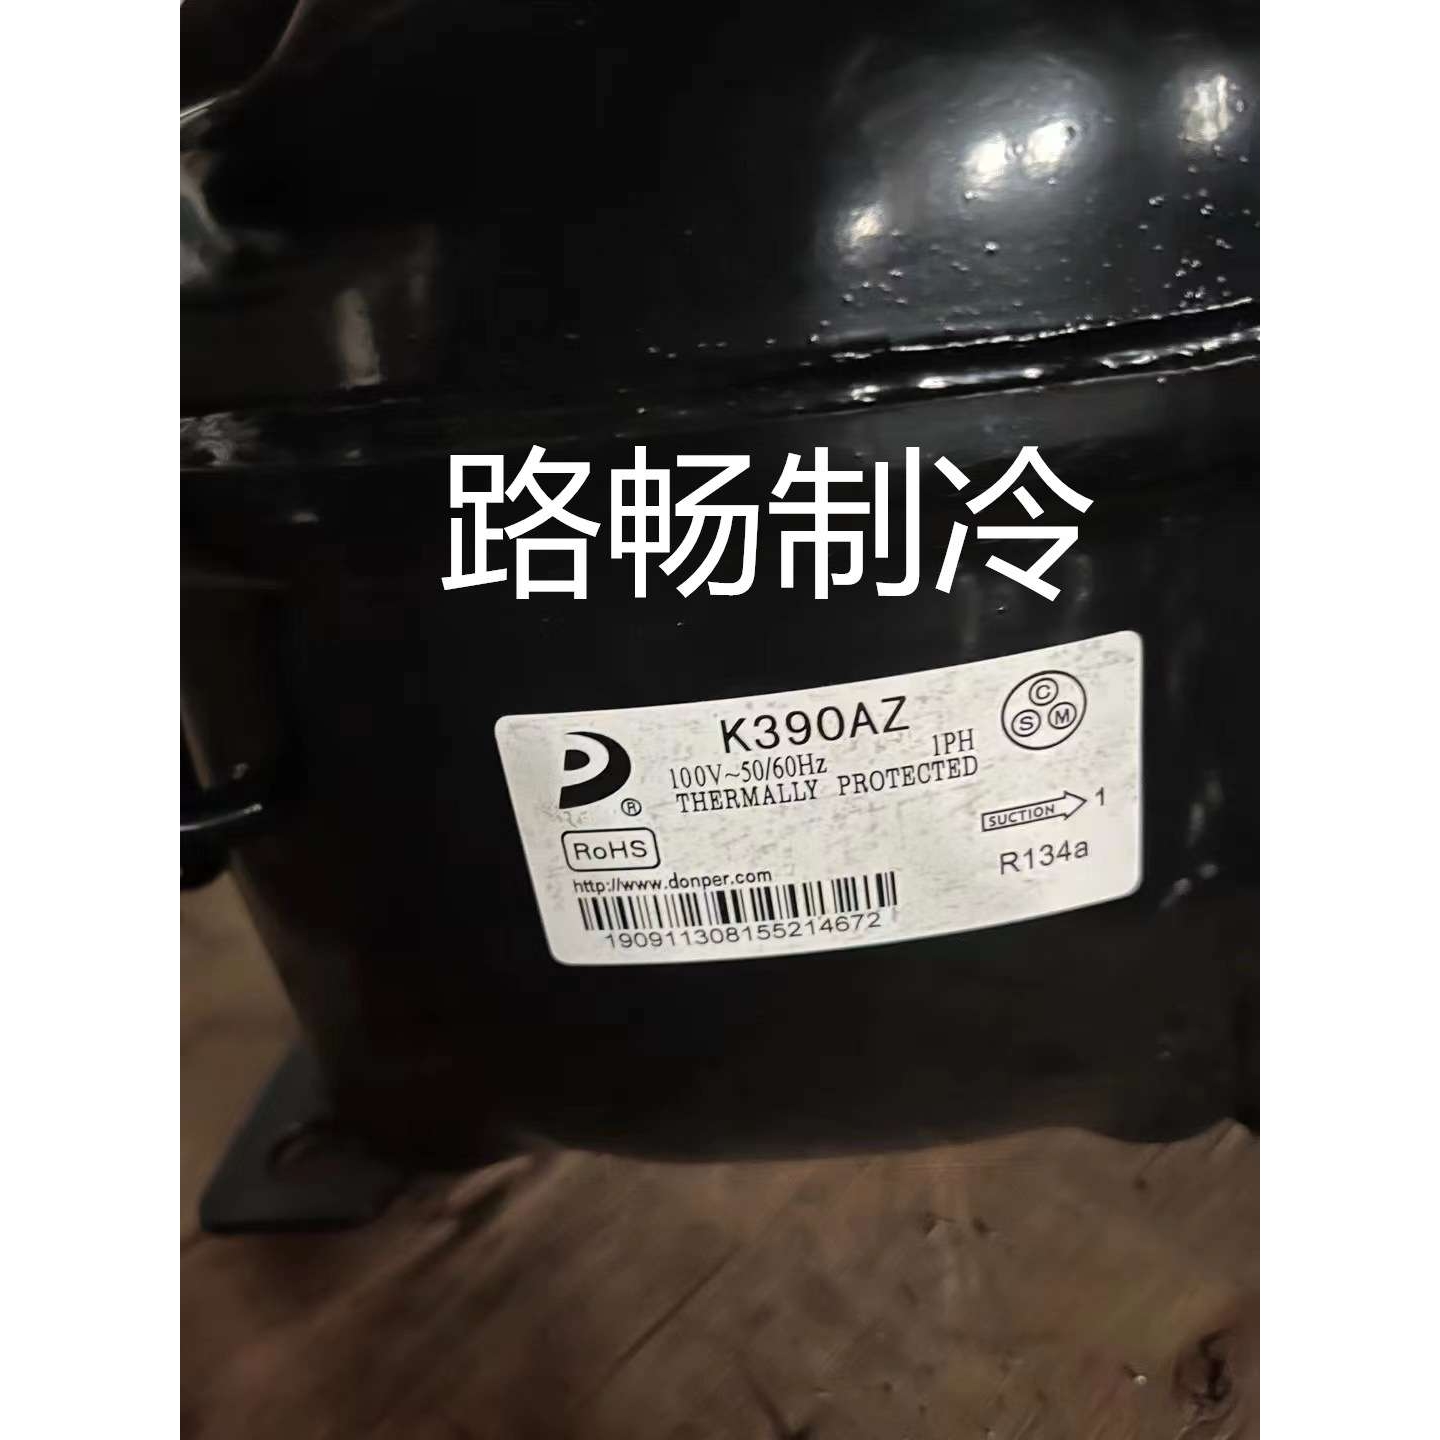 路畅制冷
K390AZ
100V~50/60Hz 1PH
THERMALLY PROTECTED
C
S M
®
RoHS
SUCTION 1
R134a
http://www.donper.com
190911308155214672